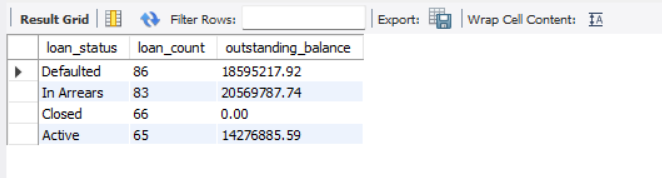 Result Grid Filter Rows: Export: Wrap Cell Content: IA
loan_status loan_count outstanding_balance
Defaulted 86 18595217.92
In Arrears 83 20569787.74
Closed 66 0.00
Active 65 14276885.59